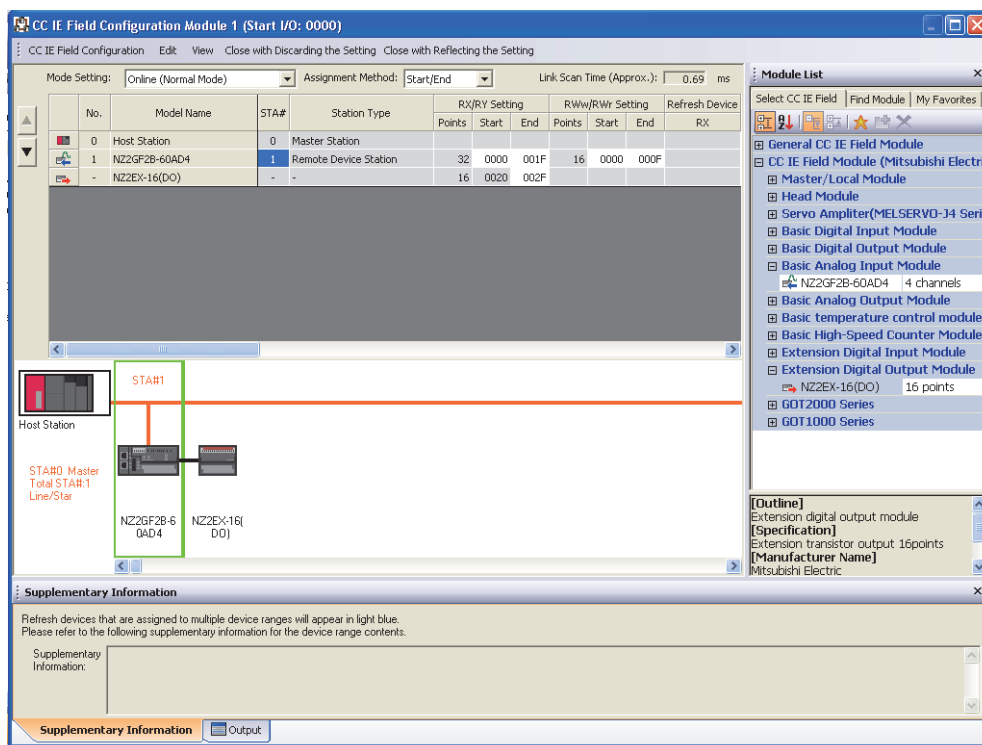 CC IE Field Configuration Module 1 (Start I/O: 0000)
CC IE Field Configuration Edit View Close with Discarding the Setting Close with Reflecting the Setting
Mode Setting: Online (Normal Mode) Assignment Method: Start/End Link Scan Time (Approx.): 0.69 ms
No. Model Name STA# Station Type RX/RY Setting RWw/RWr Setting Refresh Device
Points Start End Points Start End RX
0 Host Station 0 Master Station
1 NZ2GF2B-60AD4 1 Remote Device Station 32 0000 001F 16 0000 000F
- NZ2EX-16(DO) - - 16 0020 002F
STA#1
Host Station
STA#0 Master
Total STA#:1
Line/Star
NZ2GF2B-6
0AD4
NZ2EX-16(
DO)
Module List
Select CC IE Field Find Module My Favorites
General CC IE Field Module
CC IE Field Module (Mitsubishi Electri
Master/Local Module
Head Module
Servo Ampliter(MELSERVO-J4 Seri
Basic Digital Input Module
Basic Digital Output Module
Basic Analog Input Module
NZ2GF2B-60AD4 4 channels
Basic Analog Output Module
Basic temperature control module
Basic High-Speed Counter Module
Extension Digital Input Module
Extension Digital Output Module
NZ2EX-16(DO) 16 points
GOT2000 Series
GOT1000 Series
[Outline]
Extension digital output module
[Specification]
Extension transistor output 16points
[Manufacturer Name]
Mitsubishi Electric
Supplementary Information
Refresh devices that are assigned to multiple device ranges will appear in light blue.
Please refer to the following supplementary information for the device range contents.
Supplementary
Information:
Supplementary Information Output